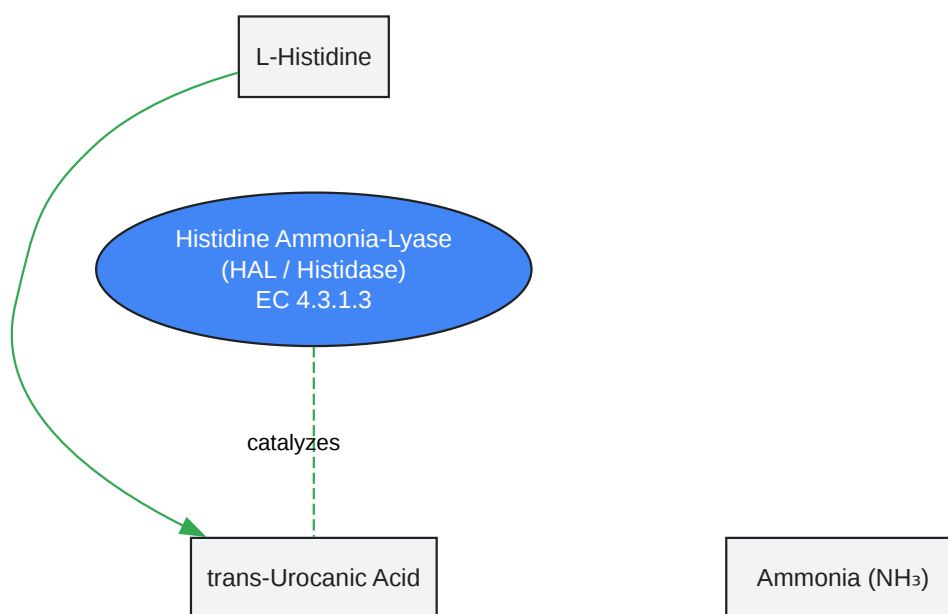 L-Histidine
Histidine Ammonia-Lyase
(HAL / Histidase)
EC 4.3.1.3
catalyzes
trans-Urocanic Acid
Ammonia (NH₃)